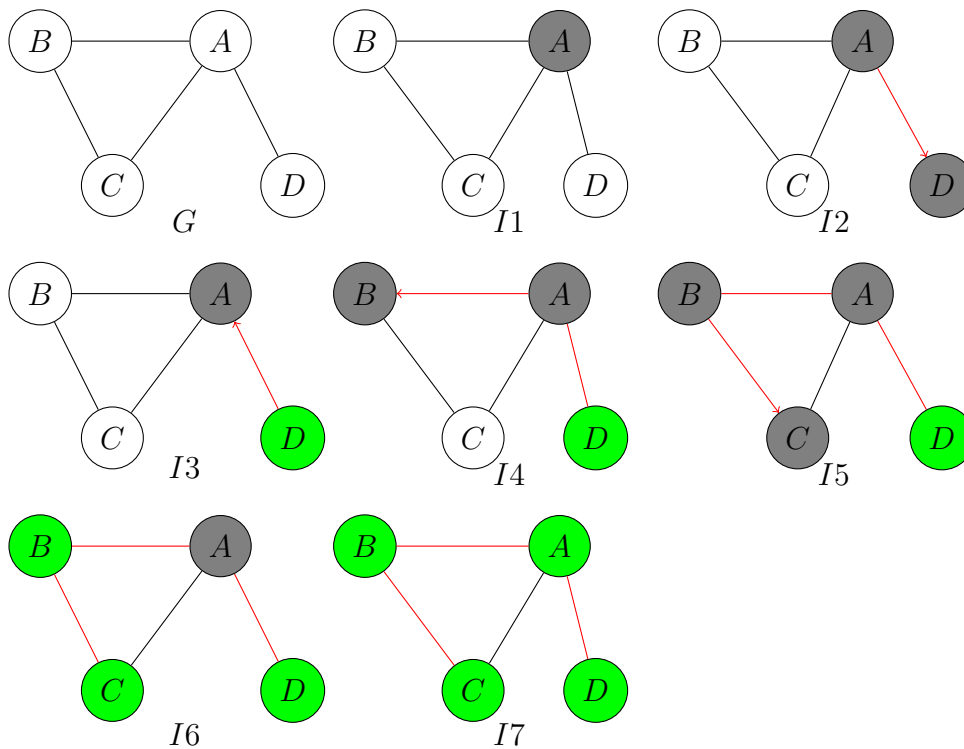 B A B A B A
C D C D C D
G I1 I2
B A B A B A
C D C D C D
I3 I4 I5
B A B A
C D C D
I6 I7